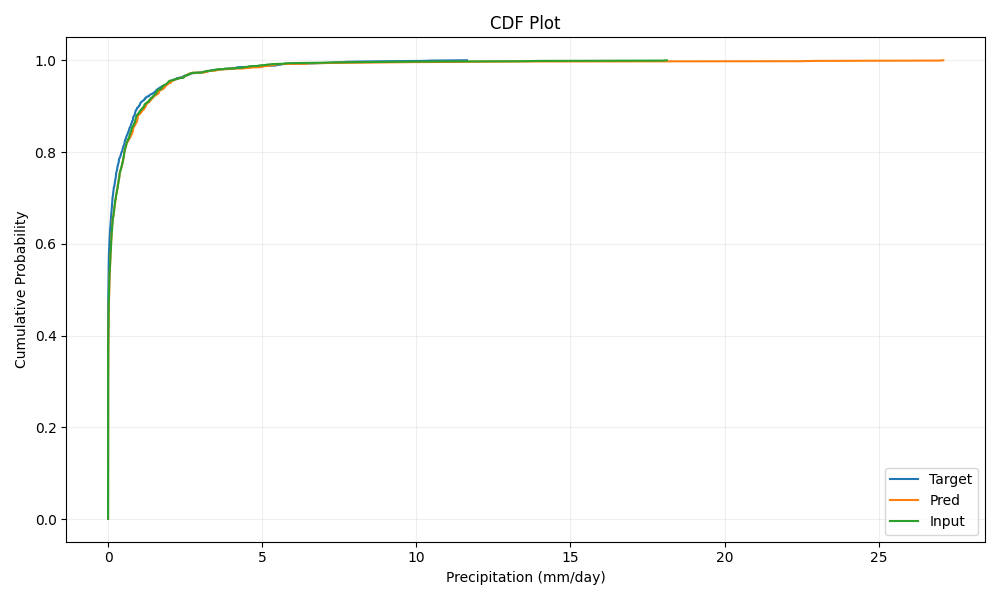 CDF Plot
1.0
0.8
0.6
0.4
0.2
0.0
Cumulative Probability
0 5 10 15 20 25
Precipitation (mm/day)
Target
Pred
Input